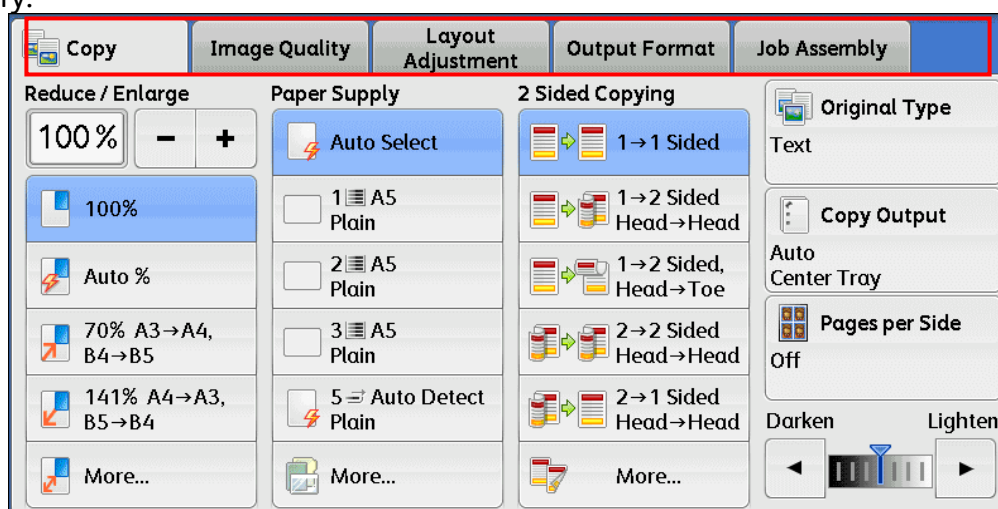 ry.
Copy
Image Quality
Layout
Adjustment
Output Format
Job Assembly
Reduce / Enlarge
100%
−
+
100%
Auto %
70% A3→A4,
B4→B5
141% A4→A3,
B5→B4
More...
Paper Supply
Auto Select
1 A5
Plain
2 A5
Plain
3 A5
Plain
5 Auto Detect
Plain
More...
2 Sided Copying
1→1 Sided
1→2 Sided
Head→Head
1→2 Sided,
Head→Toe
2→2 Sided
Head→Head
2→1 Sided
Head→Head
More...
Original Type
Text
Copy Output
Auto
Center Tray
Pages per Side
Off
Darken Lighten